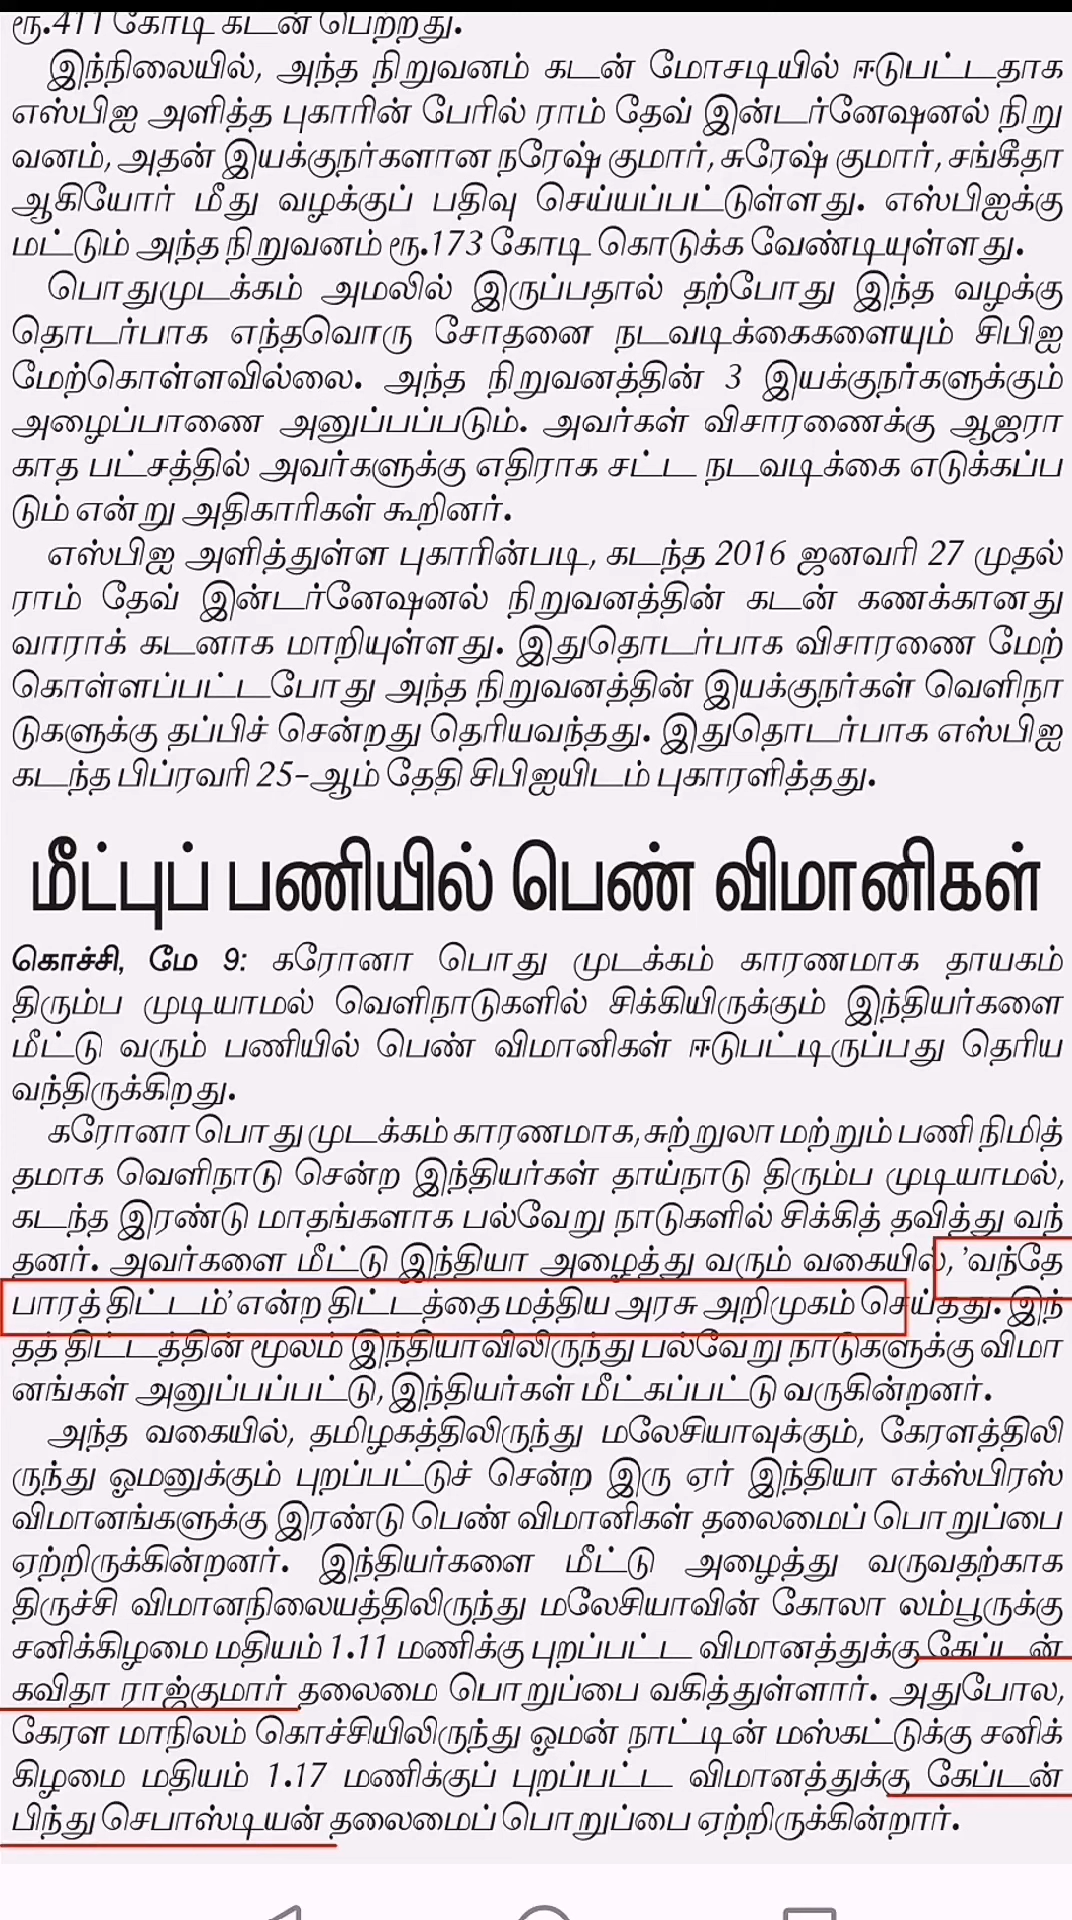 ரூ.411 கோடி கடன் பெற்றது.
இந்நிலையில், அந்த நிறுவனம் கடன் மோசடியில் ஈடுபட்டதாக
எஸ்பிஐ அளித்த புகாரின் பேரில் ராம் தேவ் இன்டர்னேஷனல் நிறு
வனம், அதன் இயக்குநர்களான நரேஷ் குமார், சுரேஷ் குமார், சங்கீதா
ஆகியோர் மீது வழக்குப் பதிவு செய்யப்பட்டுள்ளது. எஸ்பிஐக்கு
மட்டும் அந்த நிறுவனம் ரூ.173 கோடி கொடுக்க வேண்டியுள்ளது.
பொதுமுடக்கம் அமலில் இருப்பதால் தற்போது இந்த வழக்கு
தொடர்பாக எந்தவொரு சோதனை நடவடிக்கைகளையும் சிபிஐ
மேற்கொள்ளவில்லை. அந்த நிறுவனத்தின் 3 இயக்குநர்களுக்கும்
அழைப்பாணை அனுப்பப்படும். அவர்கள் விசாரணைக்கு ஆஜரா
காத பட்சத்தில் அவர்களுக்கு எதிராக சட்ட நடவடிக்கை எடுக்கப்ப
டும் என்று அதிகாரிகள் கூறினர்.
எஸ்பிஐ அளித்துள்ள புகாரின்படி, கடந்த 2016 ஜனவரி 27 முதல்
ராம் தேவ் இன்டர்னேஷனல் நிறுவனத்தின் கடன் கணக்கானது
வாராக் கடனாக மாறியுள்ளது. இதுதொடர்பாக விசாரணை மேற்
கொள்ளப்பட்டபோது அந்த நிறுவனத்தின் இயக்குநர்கள் வெளிநா
டுகளுக்கு தப்பிச் சென்றது தெரியவந்தது. இதுதொடர்பாக எஸ்பிஐ
கடந்த பிப்ரவரி 25-ஆம் தேதி சிபிஐயிடம் புகாரளித்தது.
மீட்புப் பணியில் பெண் விமானிகள்
கொச்சி, மே 9: கரோனா பொது முடக்கம் காரணமாக தாயகம்
திரும்ப முடியாமல் வெளிநாடுகளில் சிக்கியிருக்கும் இந்தியர்களை
மீட்டு வரும் பணியில் பெண் விமானிகள் ஈடுபட்டிருப்பது தெரிய
வந்திருக்கிறது.
கரோனா பொது முடக்கம் காரணமாக, சுற்றுலா மற்றும் பணி நிமித்
தமாக வெளிநாடு சென்ற இந்தியர்கள் தாய்நாடு திரும்ப முடியாமல்,
கடந்த இரண்டு மாதங்களாக பல்வேறு நாடுகளில் சிக்கித் தவித்து வந்
தனர். அவர்களை மீட்டு இந்தியா அழைத்து வரும் வகையில், 'வந்தே
பாரத் திட்டம்' என்ற திட்டத்தை மத்திய அரசு அறிமுகம் செய்தது. இந்
தத் திட்டத்தின் மூலம் இந்தியாவிலிருந்து பல்வேறு நாடுகளுக்கு விமா
னங்கள் அனுப்பப்பட்டு, இந்தியர்கள் மீட்கப்பட்டு வருகின்றனர்.
அந்த வகையில், தமிழகத்திலிருந்து மலேசியாவுக்கும், கேரளத்திலி
ருந்து ஓமனுக்கும் புறப்பட்டுச் சென்ற இரு ஏர் இந்தியா எக்ஸ்பிரஸ்
விமானங்களுக்கு இரண்டு பெண் விமானிகள் தலைமைப் பொறுப்பை
ஏற்றிருக்கின்றனர். இந்தியர்களை மீட்டு அழைத்து வருவதற்காக
திருச்சி விமானநிலையத்திலிருந்து மலேசியாவின் கோலா லம்பூருக்கு
சனிக்கிழமை மதியம் 1.11 மணிக்கு புறப்பட்ட விமானத்துக்கு கேப்டன்
கவிதா ராஜ்குமார் தலைமை பொறுப்பை வகித்துள்ளார். அதுபோல,
கேரள மாநிலம் கொச்சியிலிருந்து ஓமன் நாட்டின் மஸ்கட்டுக்கு சனிக்
கிழமை மதியம் 1.17 மணிக்குப் புறப்பட்ட விமானத்துக்கு கேப்டன்
பிந்து செபாஸ்டியன் தலைமைப் பொறுப்பை ஏற்றிருக்கின்றார்.